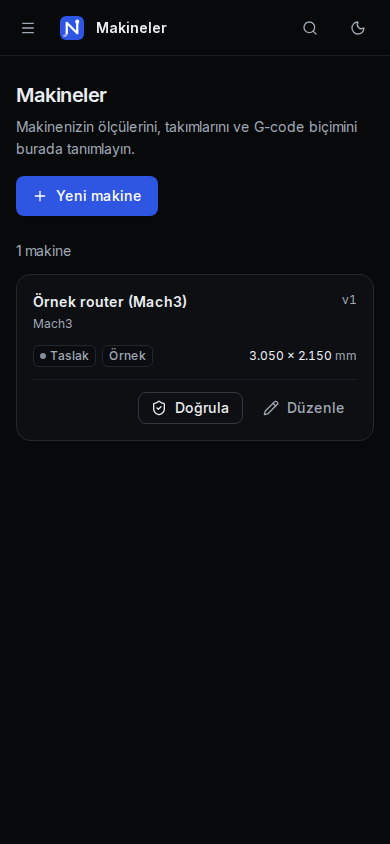 Makineler
Makineler
Makinenizin ölçülerini, takımlarını ve G-code biçimini
burada tanımlayın.
Yeni makine
1 makine
Örnek router (Mach3)
v1
Mach3
Taslak
Örnek
3.050 × 2.150 mm
Doğrula
Düzenle